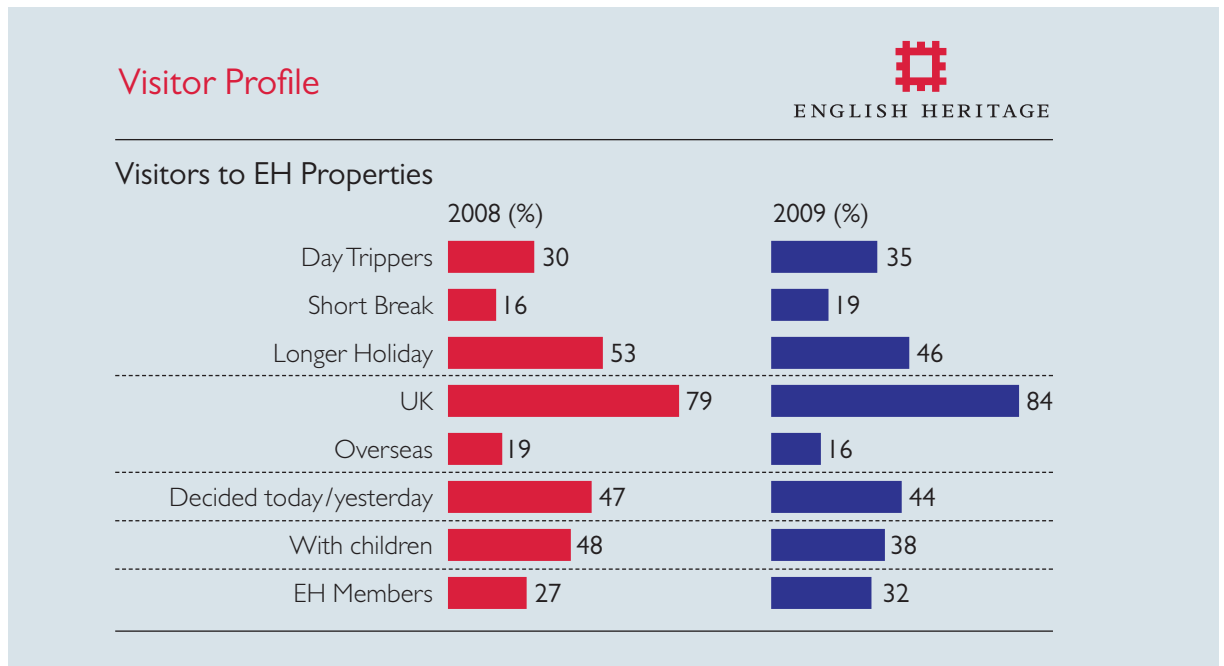 Visitor Profile
ENGLISH HERITAGE
Visitors to EH Properties
2008 (%) 2009 (%)
Day Trippers 30 35
Short Break 16 19
Longer Holiday 53 46
UK 79 84
Overseas 19 16
Decided today/yesterday 47 44
With children 48 38
EH Members 27 32